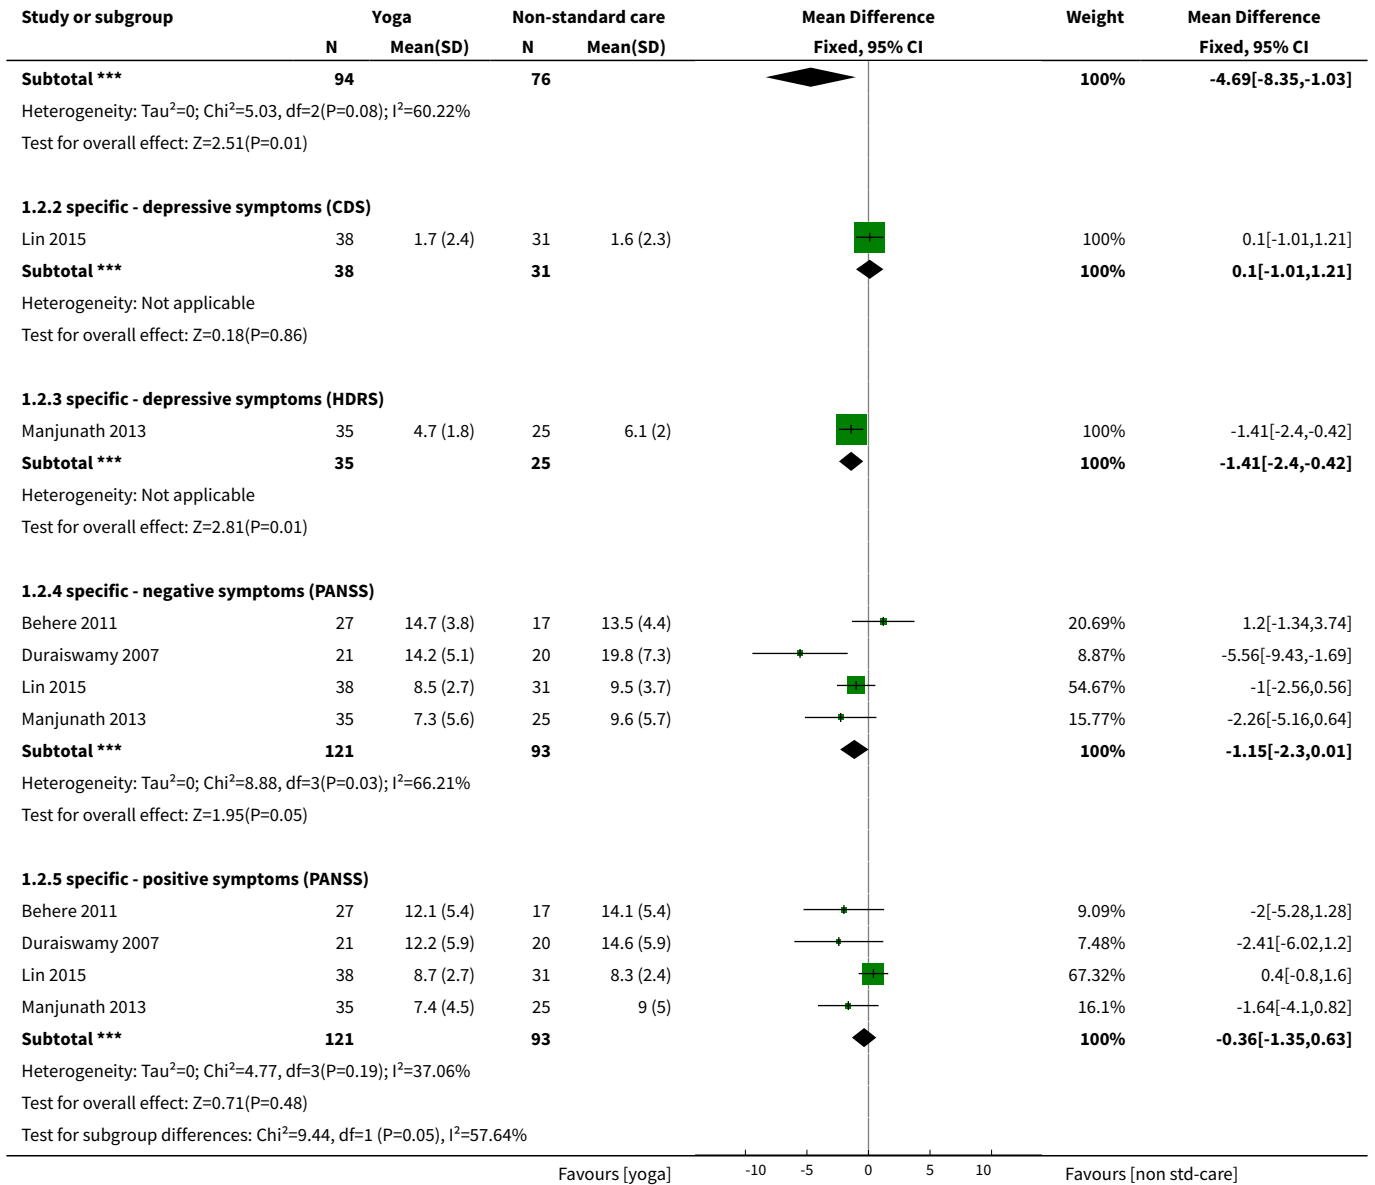 Study or subgroup Yoga Non-standard care Mean Difference Weight Mean Difference
N Mean(SD) N Mean(SD) Fixed, 95% CI Fixed, 95% CI
Subtotal *** 94 76 100% -4.69[-8.35,-1.03]
Heterogeneity: Tau²=0; Chi²=5.03, df=2(P=0.08); I²=60.22%
Test for overall effect: Z=2.51(P=0.01)
1.2.2 specific - depressive symptoms (CDS)
Lin 2015 38 1.7 (2.4) 31 1.6 (2.3) 100% 0.1[-1.01,1.21]
Subtotal *** 38 31 100% 0.1[-1.01,1.21]
Heterogeneity: Not applicable
Test for overall effect: Z=0.18(P=0.86)
1.2.3 specific - depressive symptoms (HDRS)
Manjunath 2013 35 4.7 (1.8) 25 6.1 (2) 100% -1.41[-2.4,-0.42]
Subtotal *** 35 25 100% -1.41[-2.4,-0.42]
Heterogeneity: Not applicable
Test for overall effect: Z=2.81(P=0.01)
1.2.4 specific - negative symptoms (PANSS)
Behere 2011 27 14.7 (3.8) 17 13.5 (4.4) 20.69% 1.2[-1.34,3.74]
Duraiswamy 2007 21 14.2 (5.1) 20 19.8 (7.3) 8.87% -5.56[-9.43,-1.69]
Lin 2015 38 8.5 (2.7) 31 9.5 (3.7) 54.67% -1[-2.56,0.56]
Manjunath 2013 35 7.3 (5.6) 25 9.6 (5.7) 15.77% -2.26[-5.16,0.64]
Subtotal *** 121 93 100% -1.15[-2.3,0.01]
Heterogeneity: Tau²=0; Chi²=8.88, df=3(P=0.03); I²=66.21%
Test for overall effect: Z=1.95(P=0.05)
1.2.5 specific - positive symptoms (PANSS)
Behere 2011 27 12.1 (5.4) 17 14.1 (5.4) 9.09% -2[-5.28,1.28]
Duraiswamy 2007 21 12.2 (5.9) 20 14.6 (5.9) 7.48% -2.41[-6.02,1.2]
Lin 2015 38 8.7 (2.7) 31 8.3 (2.4) 67.32% 0.4[-0.8,1.6]
Manjunath 2013 35 7.4 (4.5) 25 9 (5) 16.1% -1.64[-4.1,0.82]
Subtotal *** 121 93 100% -0.36[-1.35,0.63]
Heterogeneity: Tau²=0; Chi²=4.77, df=3(P=0.19); I²=37.06%
Test for overall effect: Z=0.71(P=0.48)
Test for subgroup differences: Chi²=9.44, df=1 (P=0.05), I²=57.64%
Favours [yoga] -10 -5 0 5 10 Favours [non std-care]